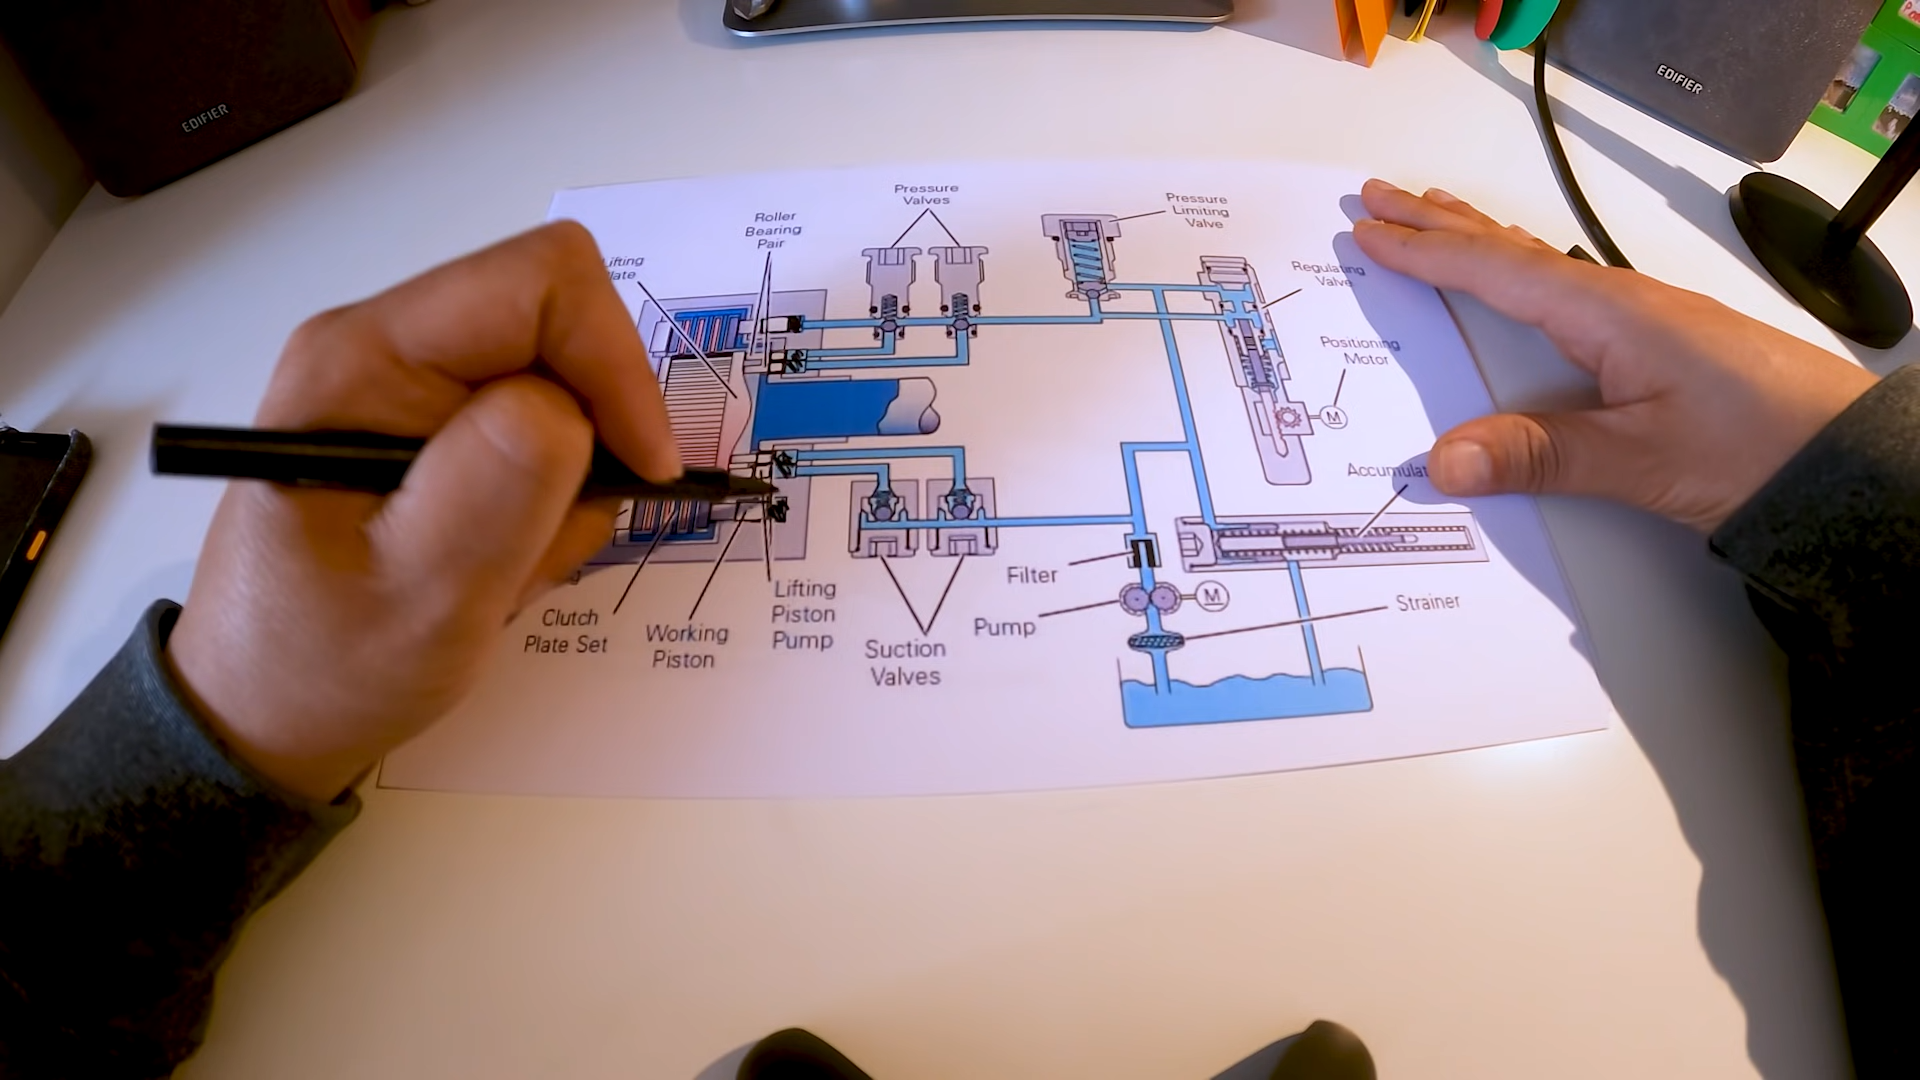 EDIFIER
EDIFIER
Pressure
Valves
Pressure
Limiting
Valve
Roller
Bearing
Pair
Regulating
Valve
Positioning
Motor
M
Filter
Pump
M
Strainer
Clutch
Plate Set
Working
Piston
Lifting
Piston
Pump
Suction
Valves